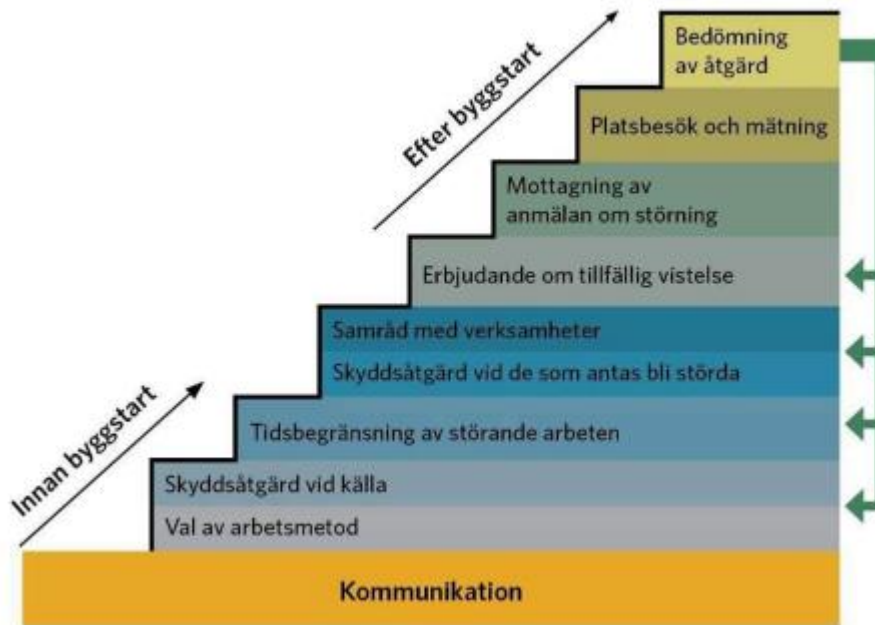 Bedömning
av åtgärd
Efter byggstart
Platsbesök och mätning
Mottagning av
anmälan om störning
Erbjudande om tillfällig vistelse
Samråd med verksamheter
Skyddsåtgärd vid de som antas bli störda
Innan byggstart
Tidsbegränsning av störande arbeten
Skyddsåtgärd vid källa
Val av arbetsmetod
Kommunikation